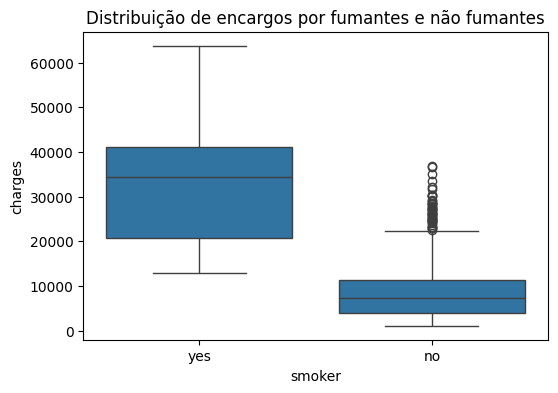 Distribuição de encargos por fumantes e não fumantes
charges
60000
50000
40000
30000
20000
10000
0
yes
no
smoker